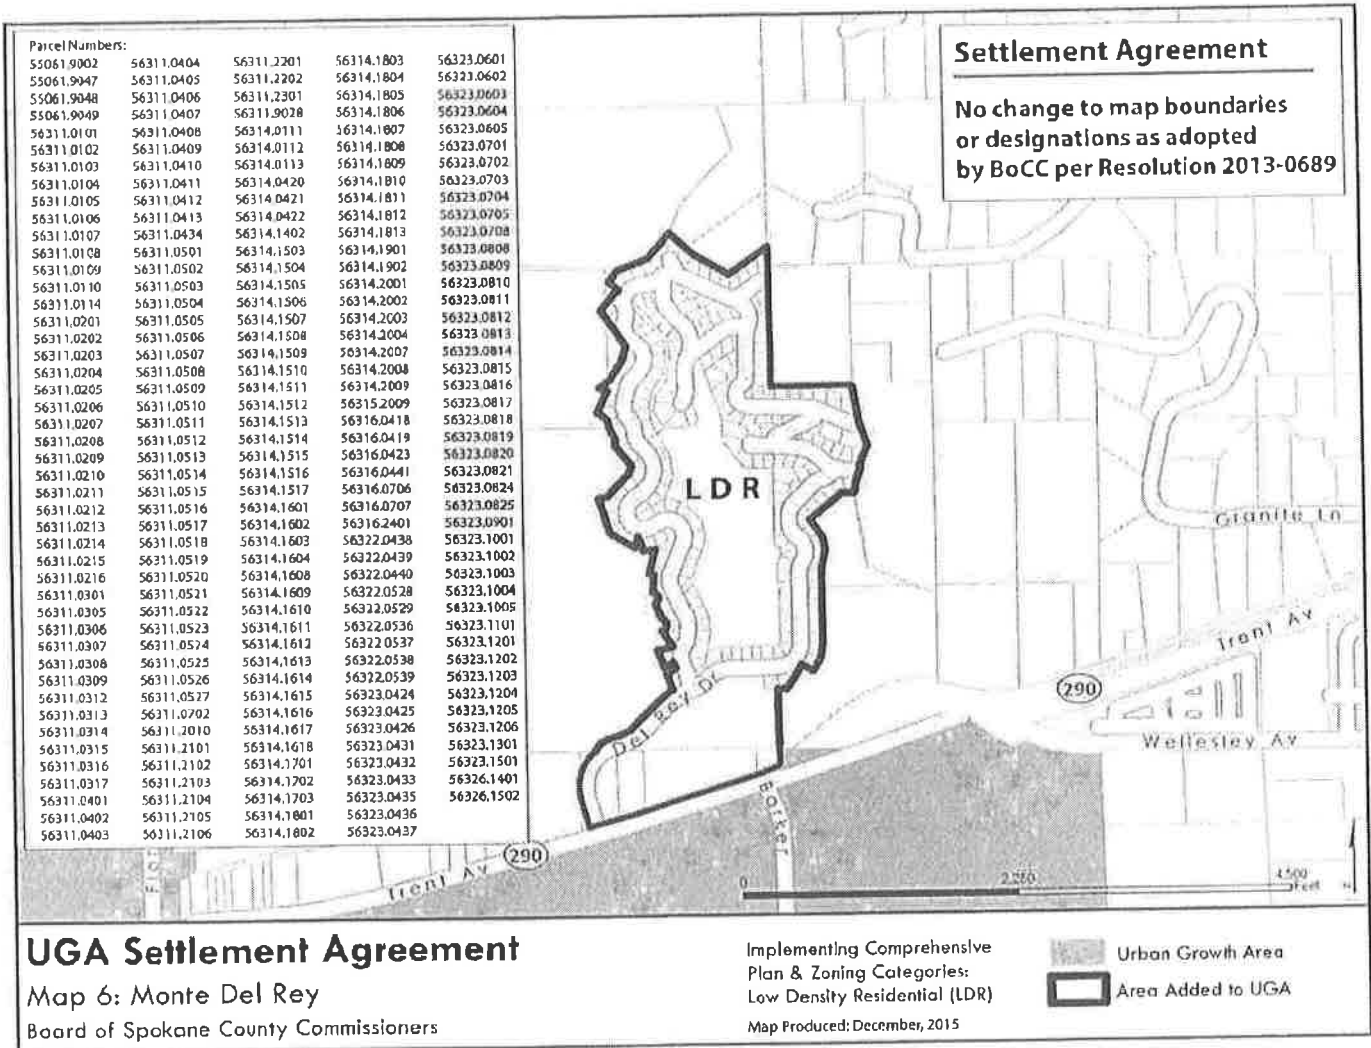 Parcel Numbers:
55061.9002 56311.0404 56311.2201 56314.1803 56323.0601
55061.9047 56311.0405 56311.2202 56314.1804 56323.0602
55061.9048 56311.0406 56311.2301 56314.1805 56323.0603
55061.9049 56311.0407 56311.9028 56314.1806 56323.0604
56311.0101 56311.0408 56314.0111 56314.1807 56323.0605
56311.0102 56311.0409 56314.0112 56314.1808 56323.0701
56311.0103 56311.0410 56314.0113 56314.1809 56323.0702
56311.0104 56311.0411 56314.0420 56314.1810 56323.0703
56311.0105 56311.0412 56314.0421 56314.1811 56323.0704
56311.0106 56311.0413 56314.0422 56314.1812 56323.0705
56311.0107 56311.0434 56314.1402 56314.1813 56323.0708
56311.0108 56311.0501 56314.1503 56314.1901 56323.0808
56311.0109 56311.0502 56314.1504 56314.1902 56323.0809
56311.0110 56311.0503 56314.1505 56314.2001 56323.0810
56311.0114 56311.0504 56314.1506 56314.2002 56323.0811
56311.0201 56311.0505 56314.1507 56314.2003 56323.0812
56311.0202 56311.0506 56314.1508 56314.2004 56323.0813
56311.0203 56311.0507 56314.1509 56314.2007 56323.0814
56311.0204 56311.0508 56314.1510 56314.2008 56323.0815
56311.0205 56311.0509 56314.1511 56314.2009 56323.0816
56311.0206 56311.0510 56314.1512 56315.2009 56323.0817
56311.0207 56311.0511 56314.1513 56316.0418 56323.0818
56311.0208 56311.0512 56314.1514 56316.0419 56323.0819
56311.0209 56311.0513 56314.1515 56316.0423 56323.0820
56311.0210 56311.0514 56314.1516 56316.0441 56323.0821
56311.0211 56311.0515 56314.1517 56316.0706 56323.0824
56311.0212 56311.0516 56314.1601 56316.0707 56323.0825
56311.0213 56311.0517 56314.1602 56316.2401 56323.0901
56311.0214 56311.0518 56314.1603 56322.0438 56323.1001
56311.0215 56311.0519 56314.1604 56322.0439 56323.1002
56311.0216 56311.0520 56314.1608 56322.0440 56323.1003
56311.0301 56311.0521 56314.1609 56322.0528 56323.1004
56311.0305 56311.0522 56314.1610 56322.0529 56323.1005
56311.0306 56311.0523 56314.1611 56322.0536 56323.1101
56311.0307 56311.0524 56314.1612 56322.0537 56323.1201
56311.0308 56311.0525 56314.1613 56322.0538 56323.1202
56311.0309 56311.0526 56314.1614 56322.0539 56323.1203
56311.0312 56311.0527 56314.1615 56323.0424 56323.1204
56311.0313 56311.0702 56314.1616 56323.0425 56323.1205
56311.0314 56311.2010 56314.1617 56323.0426 56323.1206
56311.0315 56311.2101 56314.1618 56323.0431 56323.1301
56311.0316 56311.2102 56314.1701 56323.0432 56323.1501
56311.0317 56311.2103 56314.1702 56323.0433 56326.1401
56311.0401 56311.2104 56314.1703 56323.0435 56326.1502
56311.0402 56311.2105 56314.1801 56323.0436
56311.0403 56311.2106 56314.1802 56323.0437
Settlement Agreement
No change to map boundaries
or designations as adopted
by BoCC per Resolution 2013-0689
LDR
Granite Ln
Trent Av
290
Wellesley Av
Del Rey Dr
Barker
290
Trent Av
0 2,250 4,500
Feet
N
UGA Settlement Agreement
Map 6: Monte Del Rey
Board of Spokane County Commissioners
Implementing Comprehensive
Plan & Zoning Categories:
Low Density Residential (LDR)
Map Produced: December, 2015
Urban Growth Area
Area Added to UGA